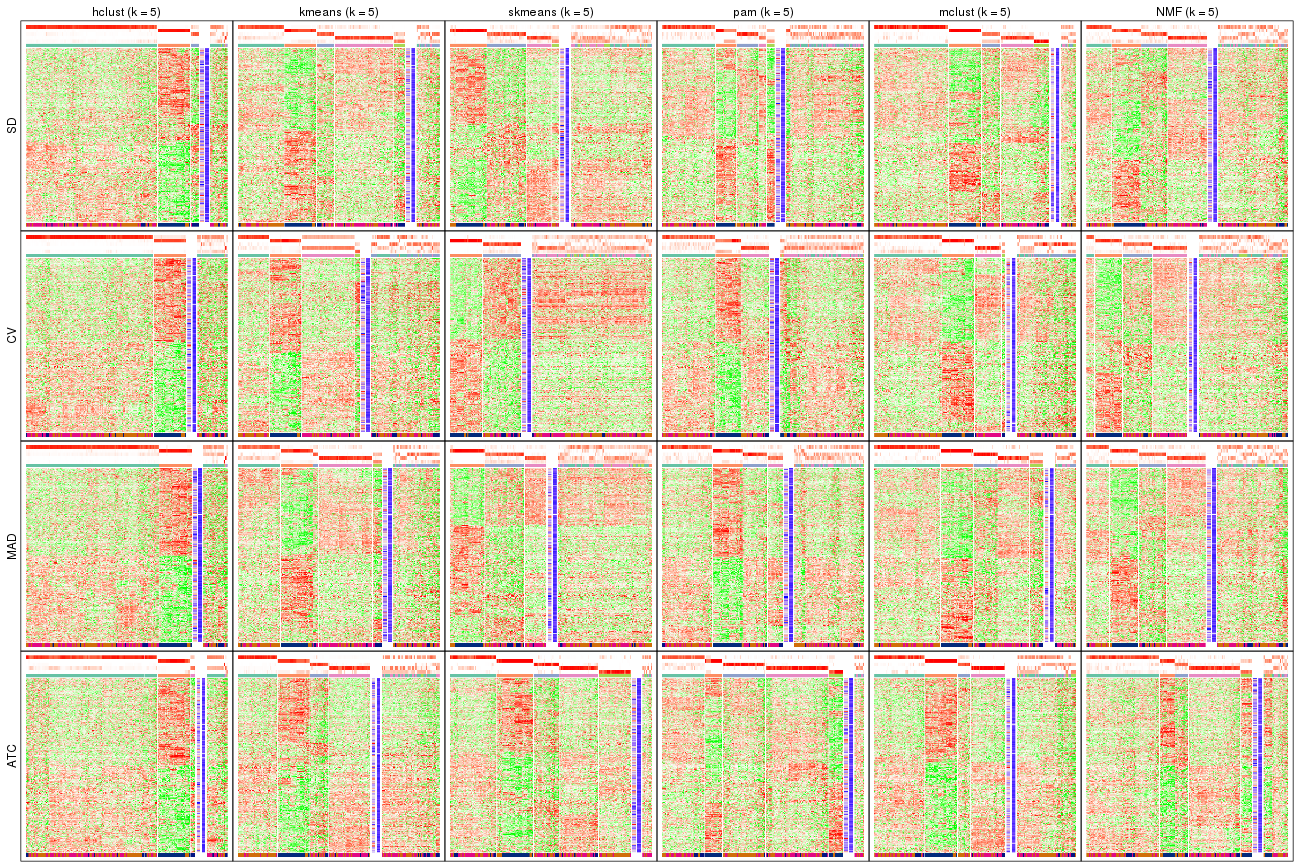 hclust (k = 5) kmeans (k = 5) skmeans (k = 5) pam (k = 5) mclust (k = 5) NMF (k = 5)
SD
CV
MAD
ATC